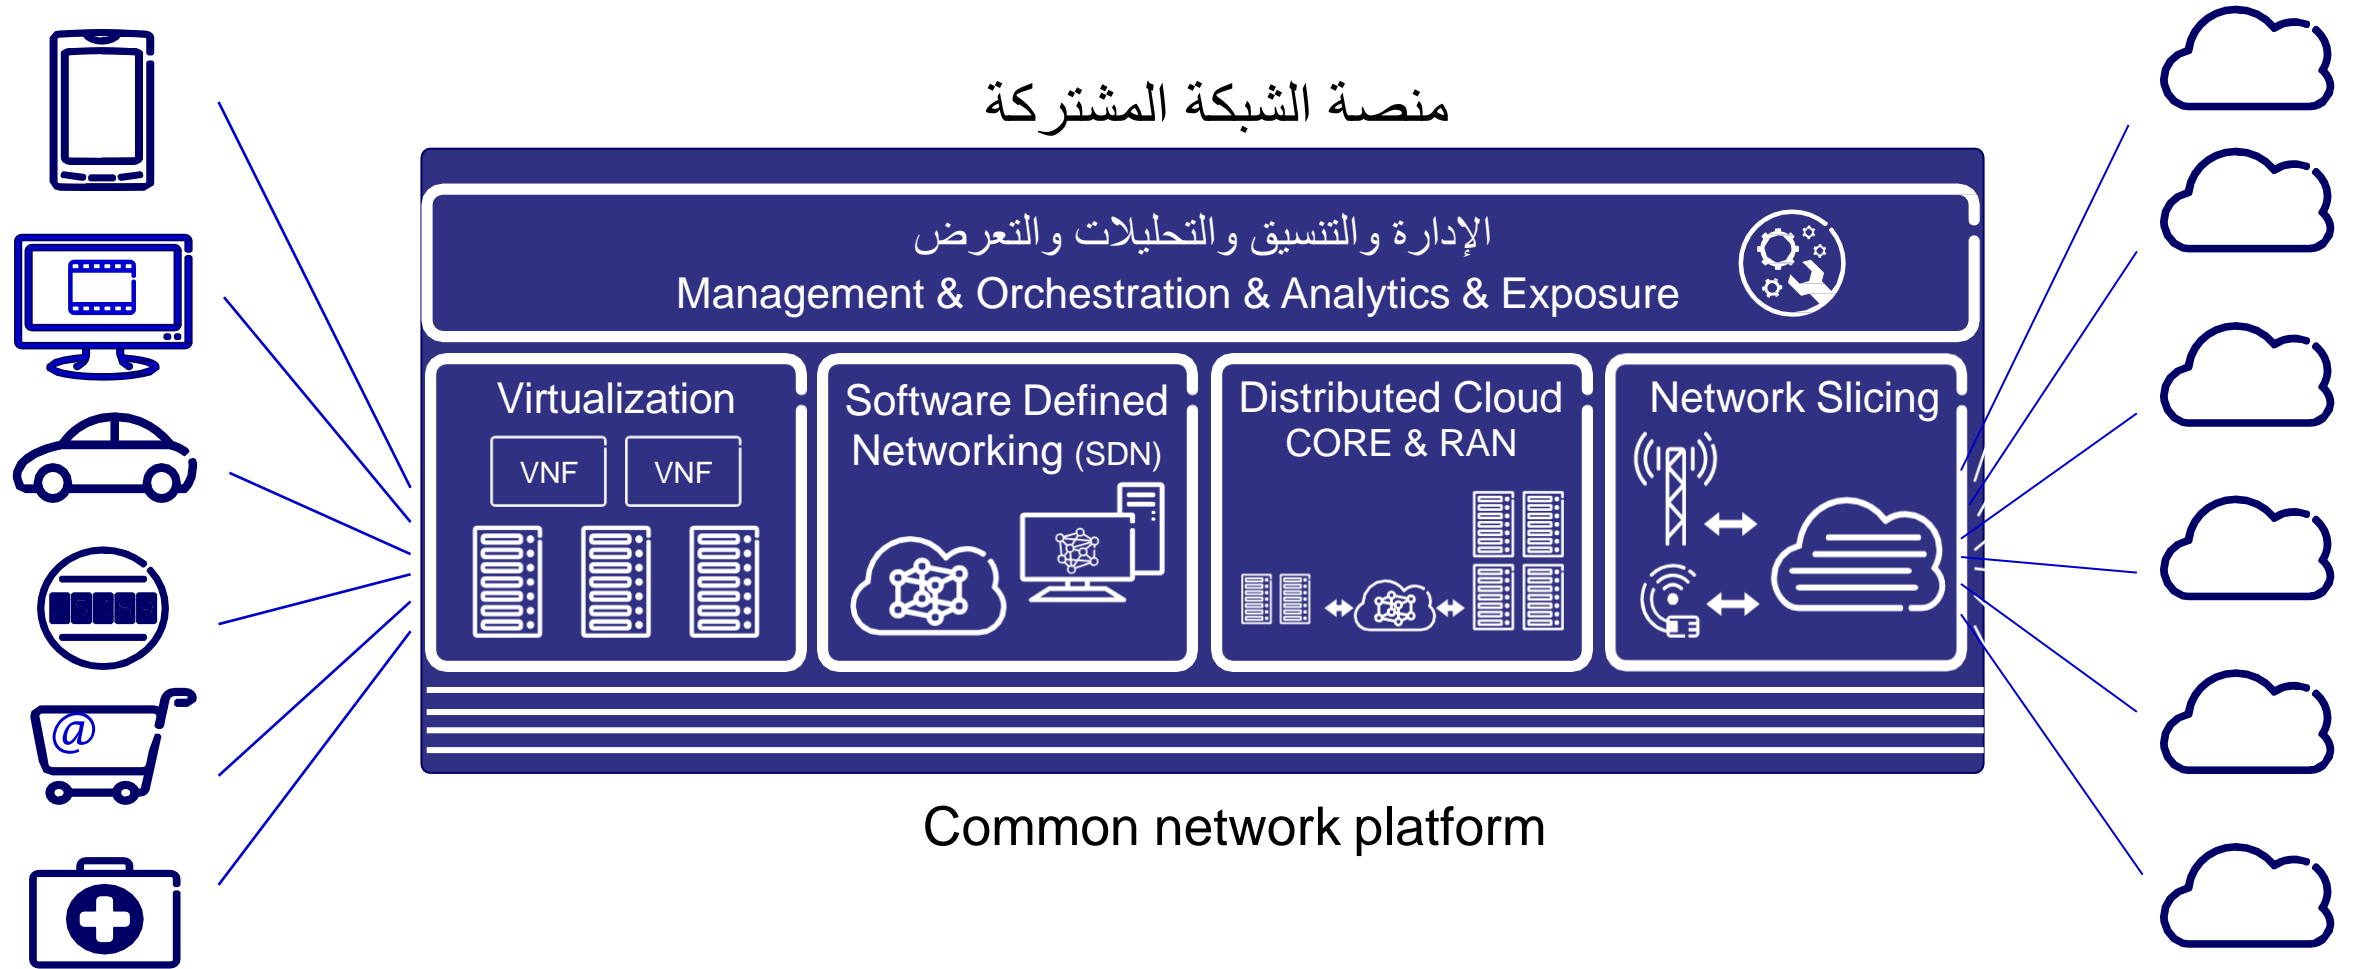 منصة الشبكة المشتركة
الإدارة والتنسيق والتحليلات والتعرض
Management & Orchestration & Analytics & Exposure
Virtualization
VNF VNF
Software Defined
Networking (SDN)
Distributed Cloud
CORE & RAN
Network Slicing
@
Common network platform